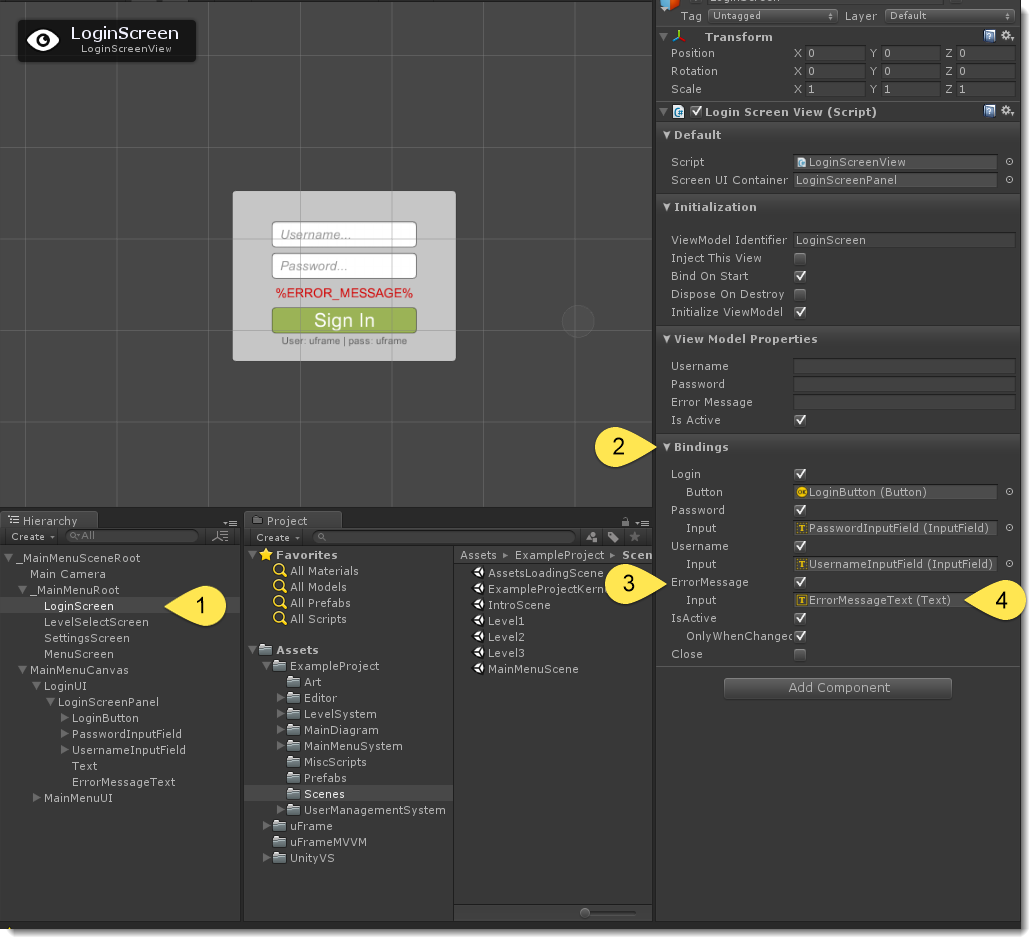 LoginScreen
LoginScreenView
Username...
Password...
%ERROR_MESSAGE%
Sign In
User: uframe | pass: uframe
Tag Untagged Layer Default
Transform
Position X 0 Y 0 Z 0
Rotation X 0 Y 0 Z 0
Scale X 1 Y 1 Z 1
Login Screen View (Script)
Default
Script LoginScreenView
Screen UI Container LoginScreenPanel
Initialization
ViewModel Identifier LoginScreen
Inject This View
Bind On Start
Dispose On Destroy
Initialize ViewModel
View Model Properties
Username
Password
Error Message
Is Active
2
Bindings
Login
Button LoginButton (Button)
Password
Input PasswordInputField (InputField)
Username
Input UsernameInputField (InputField)
3
ErrorMessage
Input ErrorMessageText (Text)
4
IsActive
OnlyWhenChanged
Close
Add Component
Hierarchy
Create All
_MainMenuSceneRoot
Main Camera
_MainMenuRoot
LoginScreen
1
LevelSelectScreen
SettingsScreen
MenuScreen
MainMenuCanvas
LoginUI
LoginScreenPanel
LoginButton
PasswordInputField
UsernameInputField
Text
ErrorMessageText
MainMenuUI
Project
Create
Favorites
All Materials
All Models
All Prefabs
All Scripts
Assets
ExampleProject
Art
Editor
LevelSystem
MainDiagram
MainMenuSystem
MiscScripts
Prefabs
Scenes
UserManagementSystem
uFrame
uFrameMVVM
UnityVS
Assets ExampleProject Scen
AssetsLoadingScene
ExampleProjectKern
IntroScene
Level1
Level2
Level3
MainMenuScene